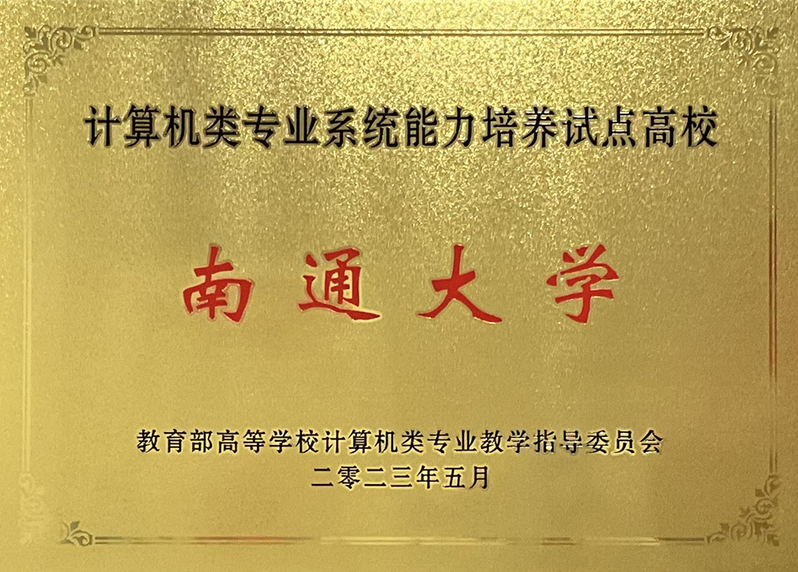 计算机类专业系统能力培养试点高校
南通大学
教育部高等学校计算机类专业教学指导委员会
二零二三年五月